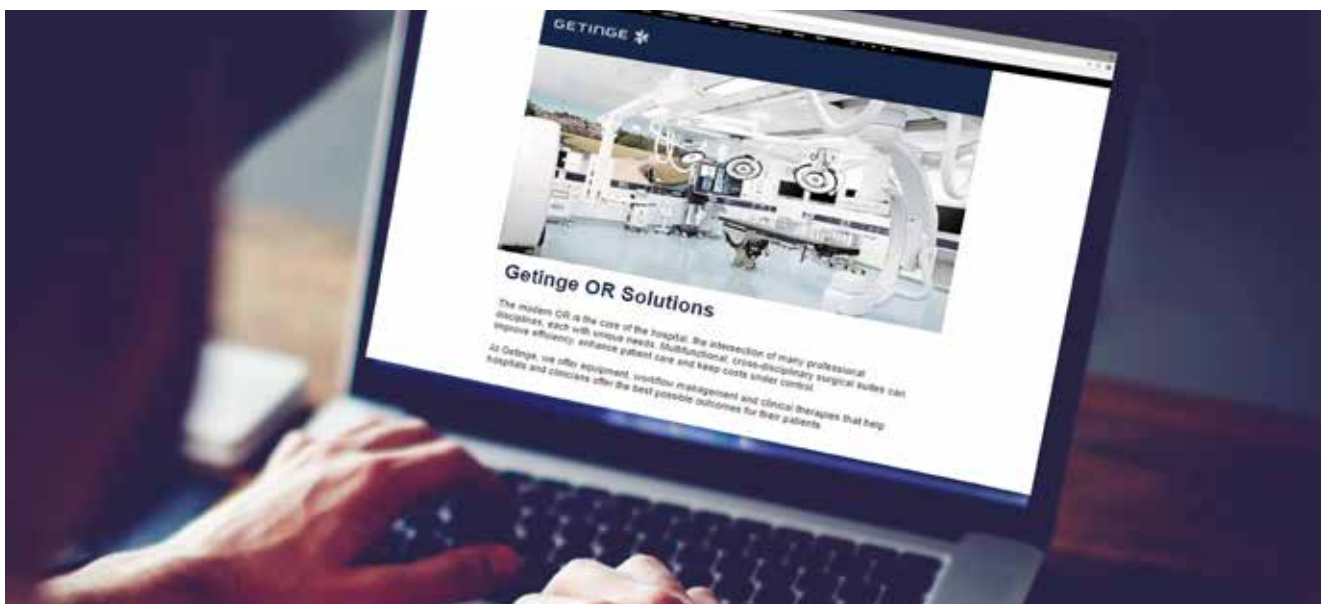 GETINGE
Getinge OR Solutions
The modern OR is the core of the hospital, the intersection of many professional
disciplines, each with unique needs. Multifunctional, cross-disciplinary surgical suites can
improve efficiency, enhance patient care and keep costs under control.
At Getinge, we offer equipment, workflow management and clinical therapies that help
hospitals and clinicians offer the best possible outcomes for their patients.